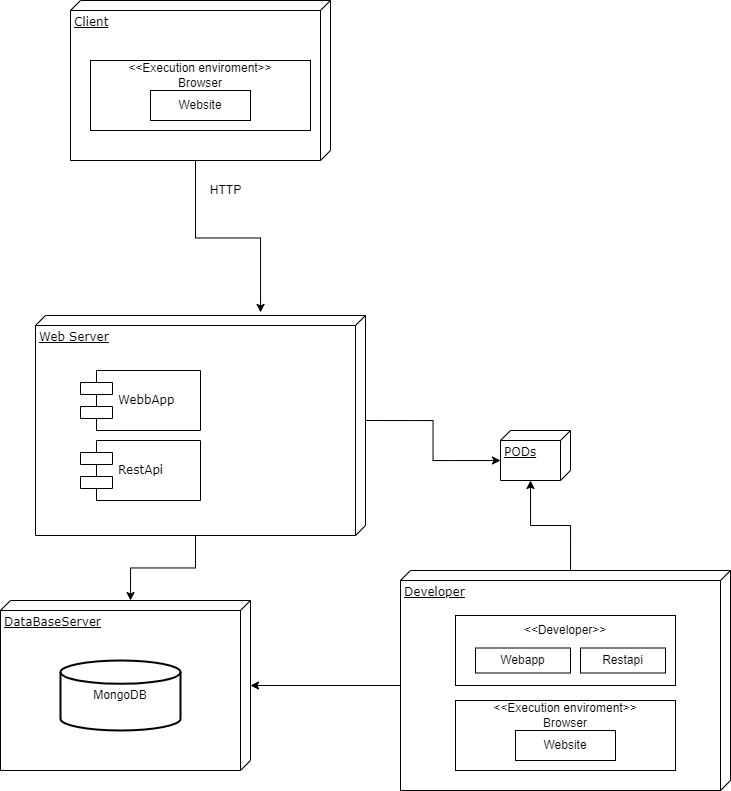 Client
<<Execution enviroment>>
Browser
Website
HTTP
Web Server
WebbApp
RestApi
PODs
DataBaseServer
MongoDB
Developer
<<Developer>>
Webapp
Restapi
<<Execution enviroment>>
Browser
Website